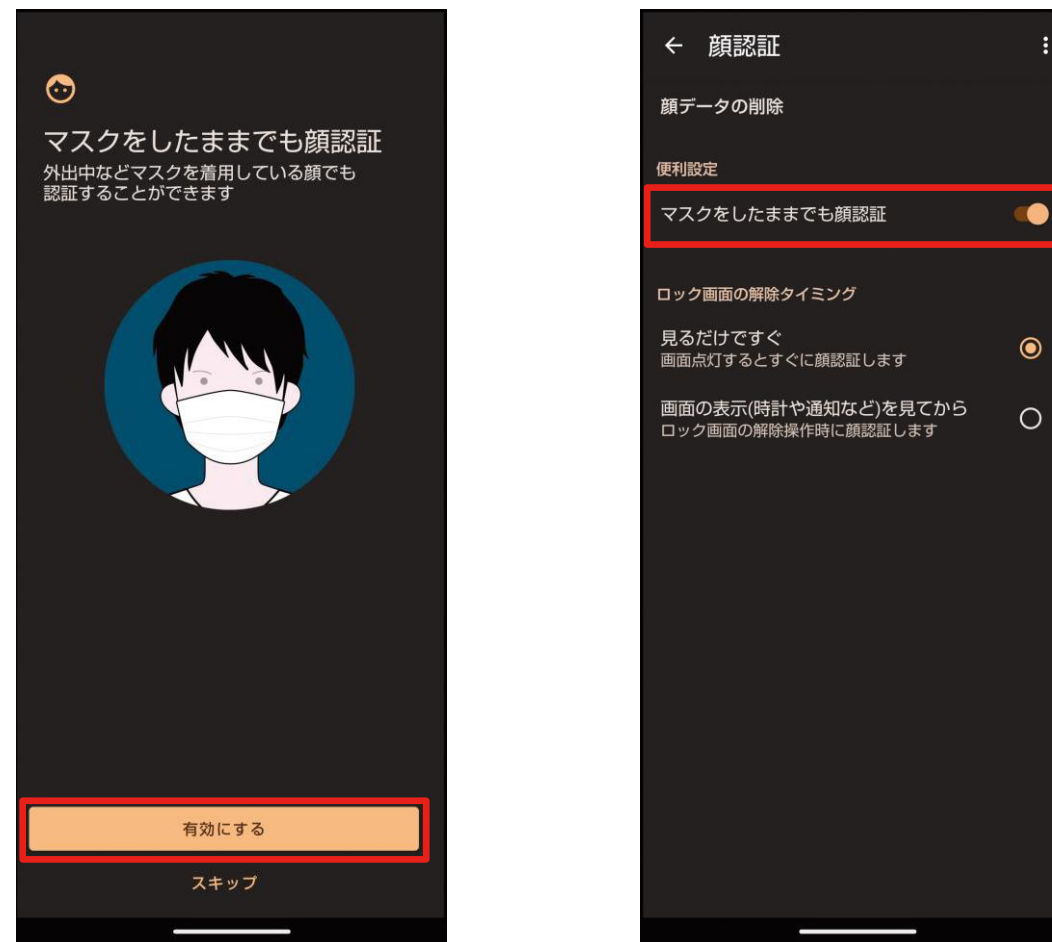 マスクをしたままでも顔認証
外出中などマスクを着用している顔でも
認証することができます
有効にする
スキップ
顔認証
顔データの削除
便利設定
マスクをしたままでも顔認証
ロック画面の解除タイミング
見るだけですぐ
画面点灯するとすぐに顔認証します
画面の表示(時計や通知など)を見てから
ロック画面の解除操作時に顔認証します